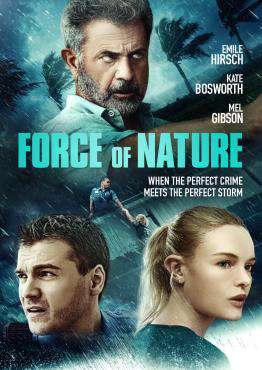 EMILE
HIRSCH
KATE
BOSWORTH
MEL
GIBSON
FORCE OF NATURE
WHEN THE PERFECT CRIME
MEETS THE PERFECT STORM